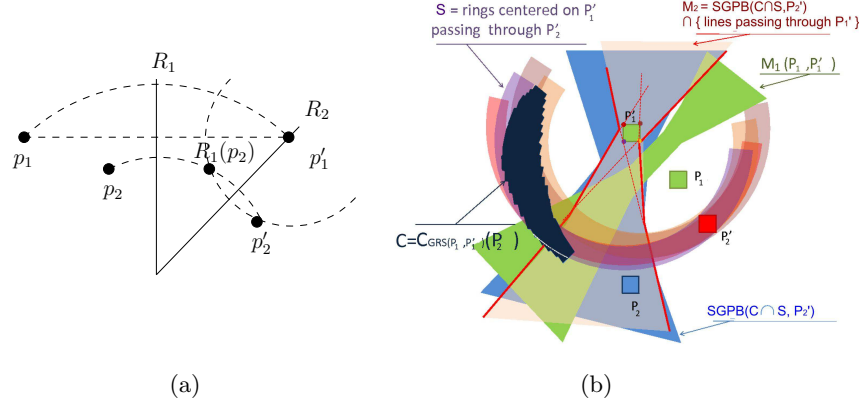 R₁
R₂
p₁
R₁(p₂)
p₁′
p₂
p₂′
(a)
S = rings centered on P₁′
passing through P₂′
M₂ = SGPB(C∩S,P₂′)
∩ { lines passing through P₁' }
M₁ (P₁ ,P₁′ )
P₁′
P₁
P₂′
C=C_GRS(P₁ ,P₁′ )(P₂′ )
P₂
SGPB(C∩S, P₂')
(b)